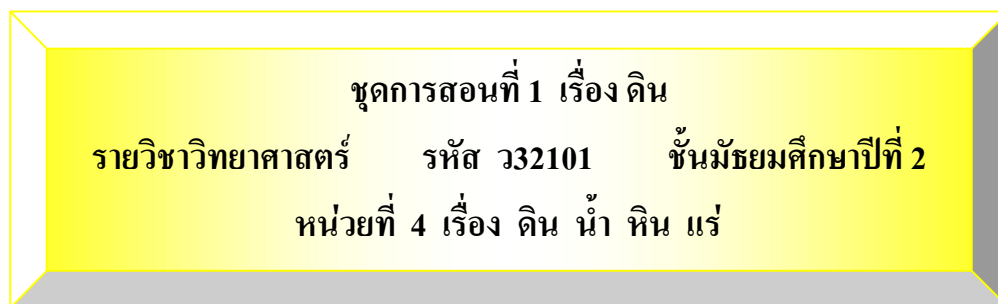 ชุดการสอนที่ 1 เรื่อง ดิน
รายวิชาวิทยาศาสตร์ รหัส ว32101 ชั้นมัธยมศึกษาปีที่ 2
หน่วยที่ 4 เรื่อง ดิน น้ำ หิน แร่